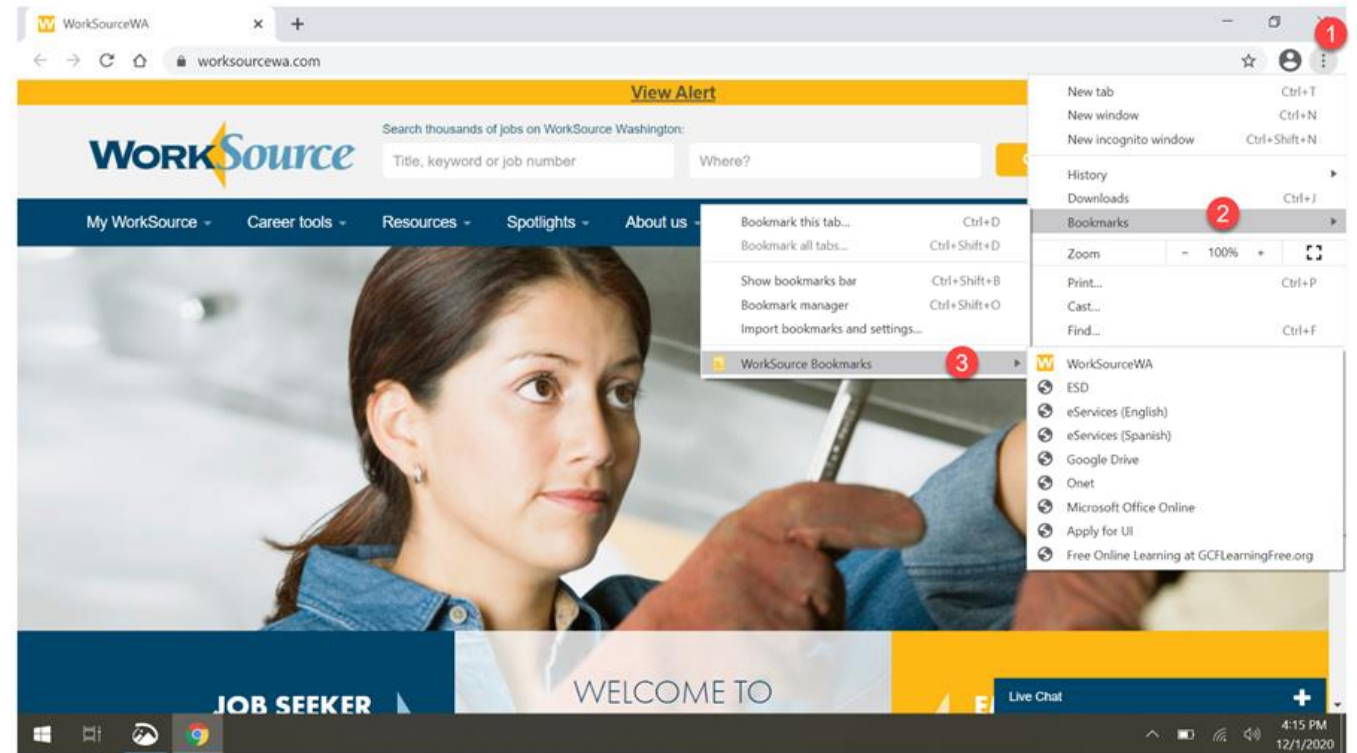 WorkSourceWA
worksourcewa.com
1
View Alert
WORKSource
Search thousands of jobs on WorkSource Washington:
Title, keyword or job number
Where?
My WorkSource
Career tools
Resources
Spotlights
About us
New tab Ctrl+T
New window Ctrl+N
New incognito window Ctrl+Shift+N
History
Downloads Ctrl+J
Bookmarks 2
Zoom - 100% +
Print... Ctrl+P
Cast...
Find... Ctrl+F
Bookmark this tab... Ctrl+D
Bookmark all tabs... Ctrl+Shift+D
Show bookmarks bar Ctrl+Shift+B
Bookmark manager Ctrl+Shift+O
Import bookmarks and settings...
WorkSource Bookmarks 3
W WorkSourceWA
ESD
eServices (English)
eServices (Spanish)
Google Drive
Onet
Microsoft Office Online
Apply for UI
Free Online Learning at GCFLearningFree.org
JOB SEEKER
WELCOME TO
Live Chat +
4:15 PM
12/1/2020